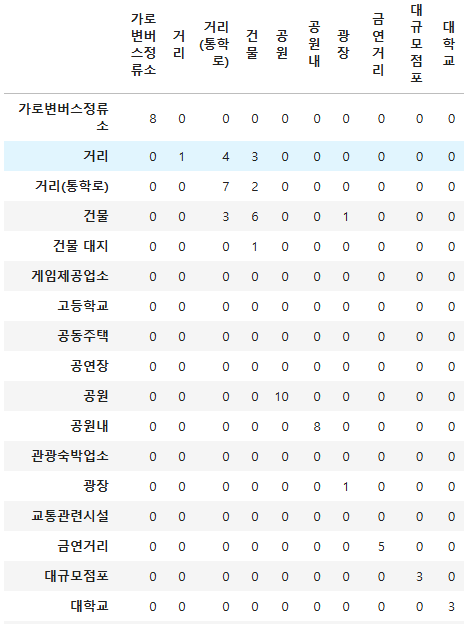 가로변버스정류소 거리 거리(통학로) 건물 공원 공원내 광장 금연거리 대규모점포 대학교
가로변버스정류
소 8 0 0 0 0 0 0 0 0 0
거리 0 1 4 3 0 0 0 0 0 0
거리(통학로) 0 0 7 2 0 0 0 0 0 0
건물 0 0 3 6 0 0 1 0 0 0
건물 대지 0 0 0 1 0 0 0 0 0 0
게임제공업소 0 0 0 0 0 0 0 0 0 0
고등학교 0 0 0 0 0 0 0 0 0 0
공동주택 0 0 0 0 0 0 0 0 0 0
공연장 0 0 0 0 0 0 0 0 0 0
공원 0 0 0 0 10 0 0 0 0 0
공원내 0 0 0 0 0 8 0 0 0 0
관광숙박업소 0 0 0 0 0 0 0 0 0 0
광장 0 0 0 0 0 0 1 0 0 0
교통관련시설 0 0 0 0 0 0 0 0 0 0
금연거리 0 0 0 0 0 0 0 5 0 0
대규모점포 0 0 0 0 0 0 0 0 3 0
대학교 0 0 0 0 0 0 0 0 0 3